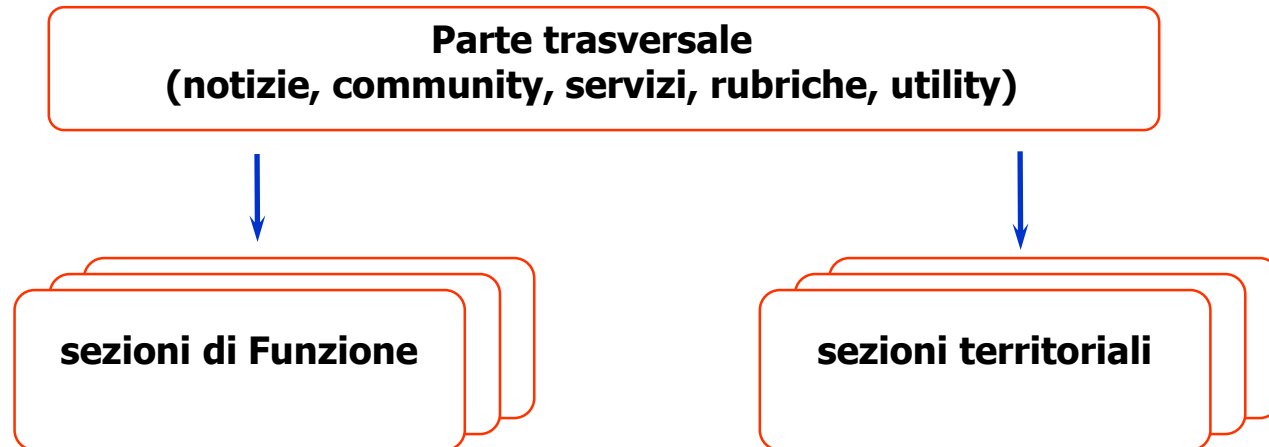 Parte trasversale
(notizie, community, servizi, rubriche, utility)
sezioni di Funzione
sezioni territoriali